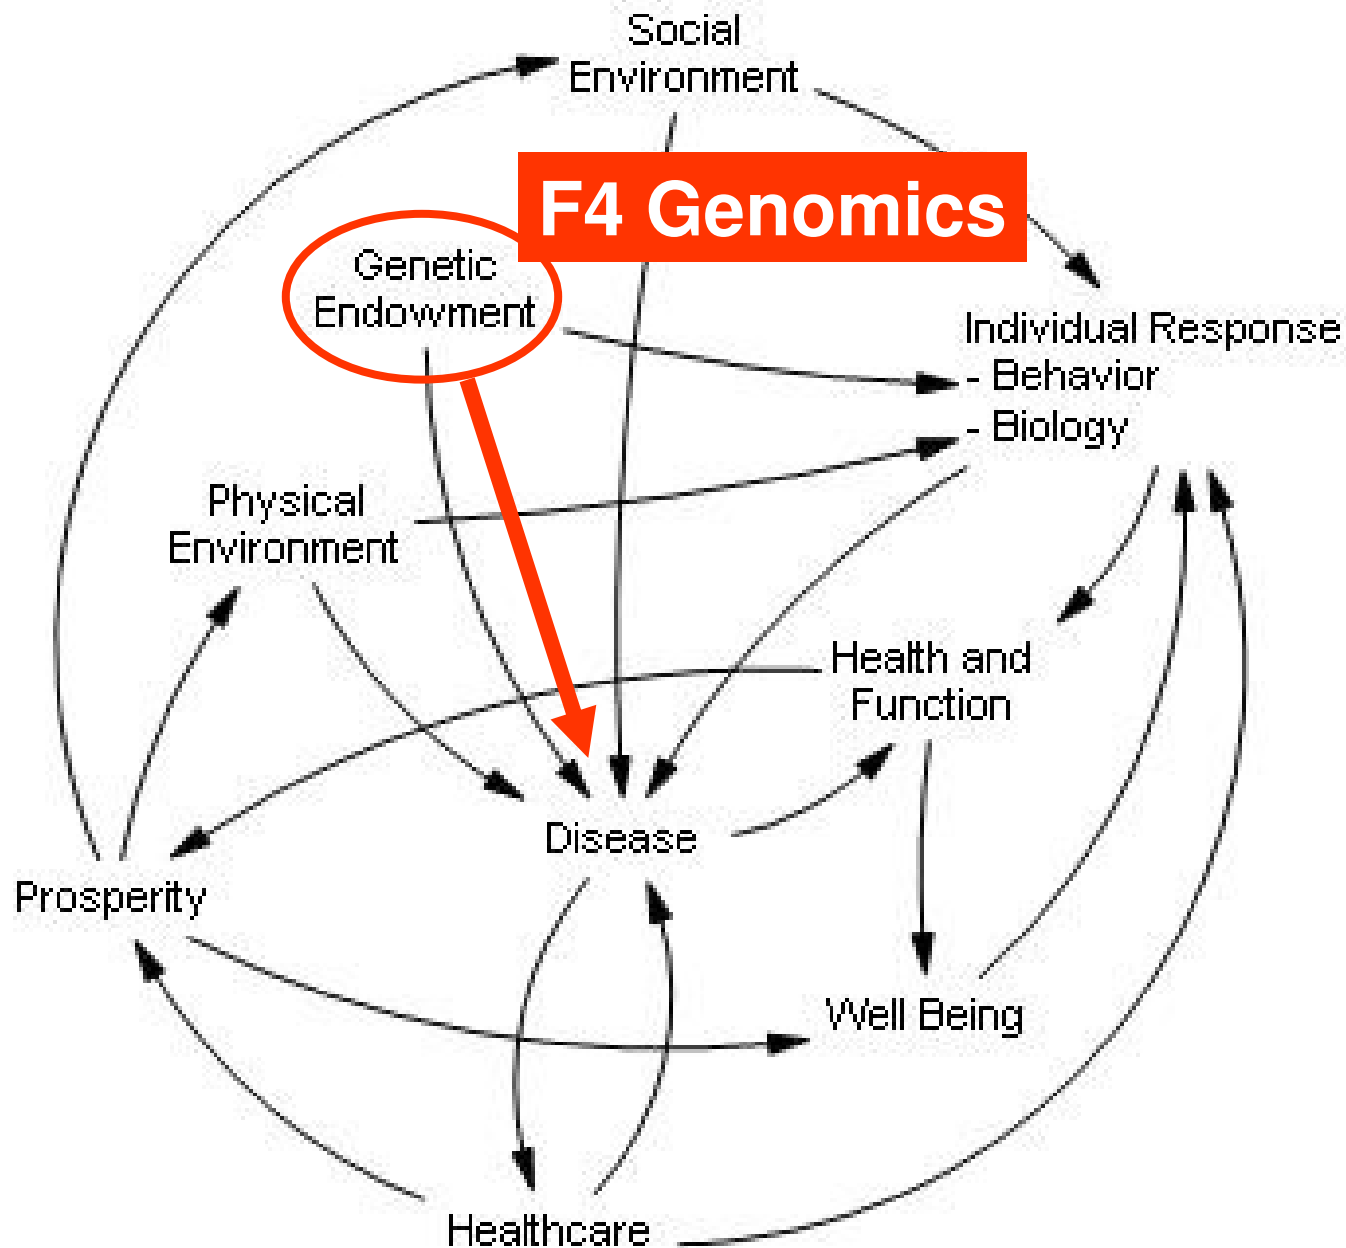 Social
Environment
F4 Genomics
Genetic
Endowment
Individual Response
- Behavior
- Biology
Physical
Environment
Health and
Function
Disease
Prosperity
Well Being
Healthcare